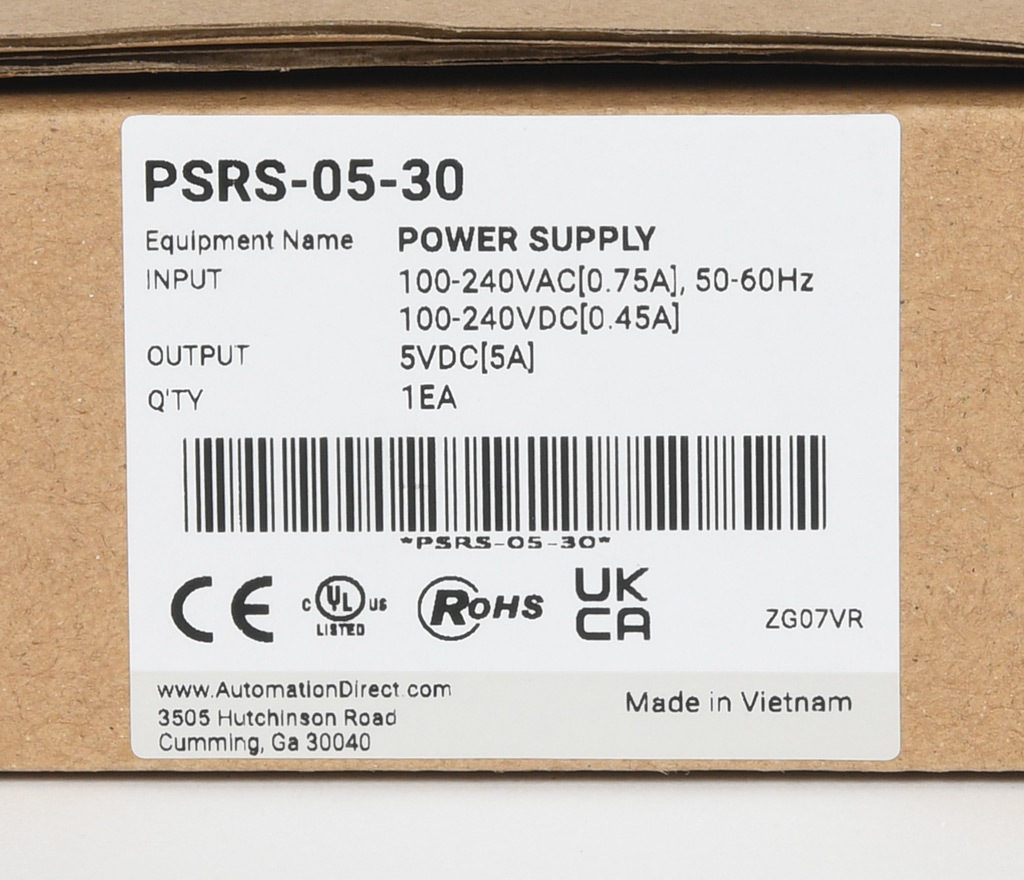 PSRS-05-30
Equipment Name POWER SUPPLY
INPUT 100-240VAC[0.75A], 50-60Hz
100-240VDC[0.45A]
OUTPUT 5VDC[5A]
Q'TY 1EA
*PSRS-05-30*
CE C UL US LISTED RoHS UK CA ZG07VR
www.AutomationDirect.com
3505 Hutchinson Road
Cumming, Ga 30040
Made in Vietnam